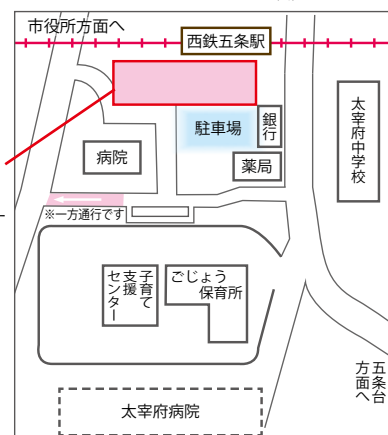 市役所方面へ
西鉄五条駅
駐車場
銀行
太宰府中学校
病院
薬局
※一方通行です
子育て
支援
センター
ごじょう
保育所
五条台
方面へ
太宰府病院